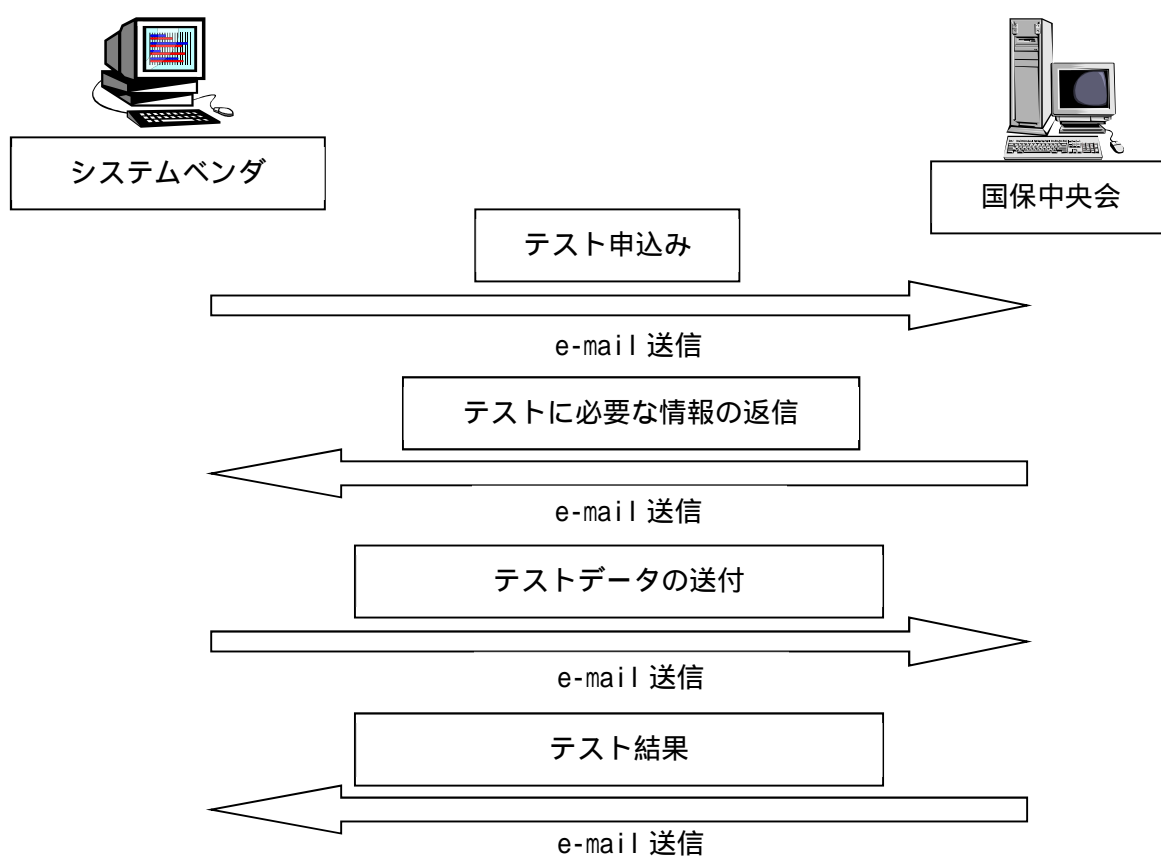 システムベンダ
国保中央会
テスト申込み
e-mail 送信
テストに必要な情報の返信
e-mail 送信
テストデータの送付
e-mail 送信
テスト結果
e-mail 送信